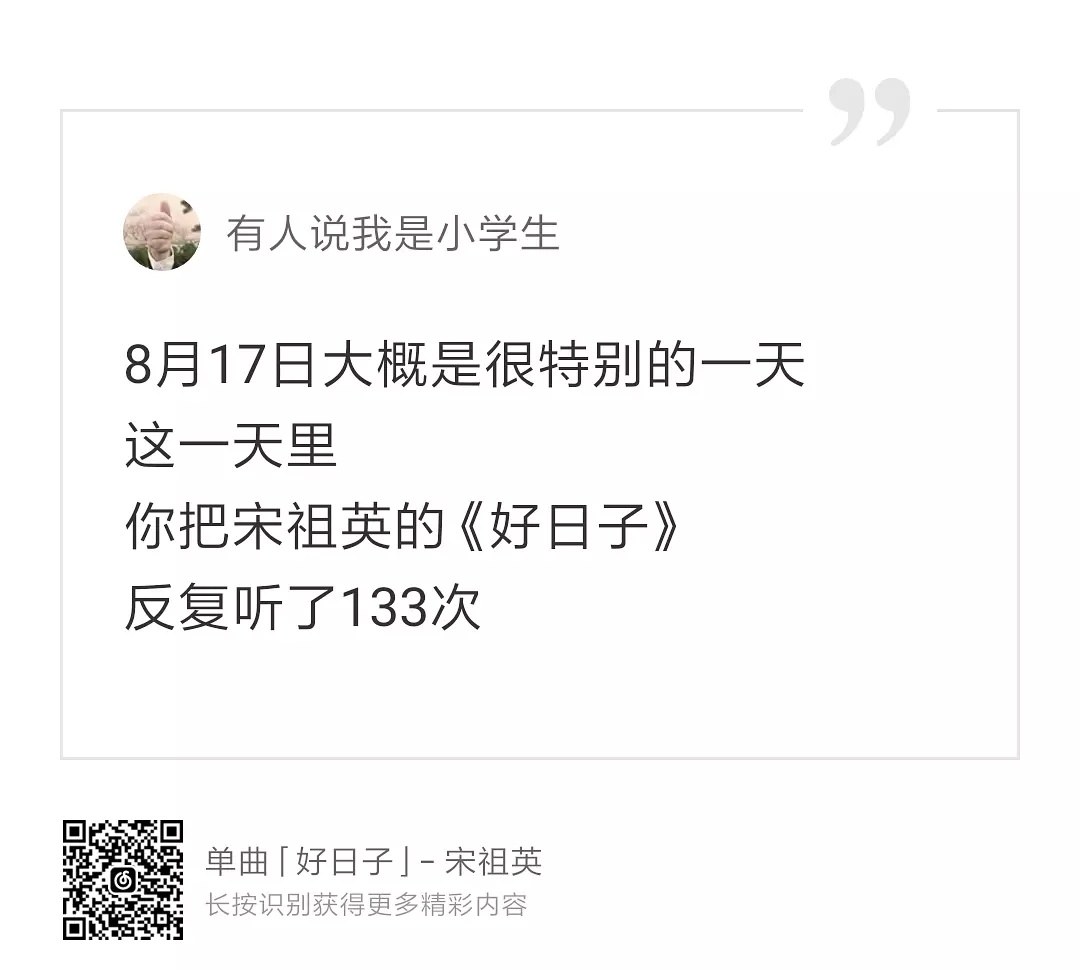 有人说我是小学生
8月17日大概是很特别的一天
这一天里
你把宋祖英的《好日子》
反复听了133次
单曲「好日子」- 宋祖英
长按识别获得更多精彩内容